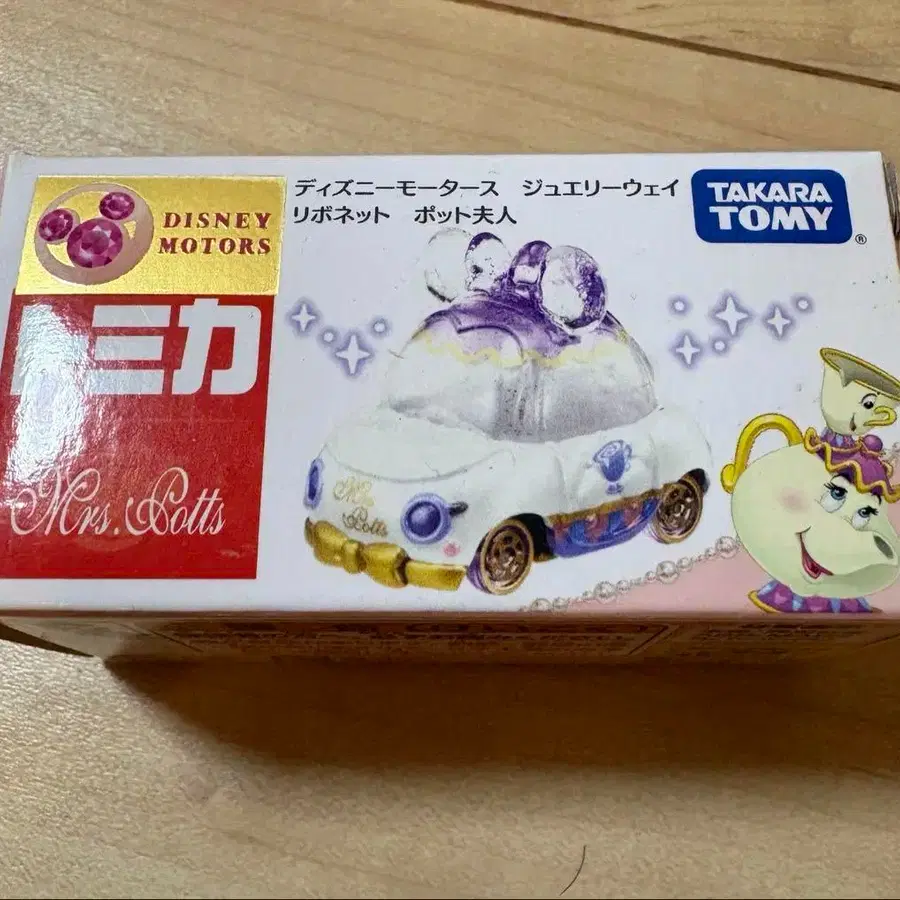 ディズニーモータース ジュエリーウェイ
リボネット ポット夫人
TAKARA
TOMY
®
DISNEY
MOTORS
トミカ
Mrs. Potts
Mrs.
Potts